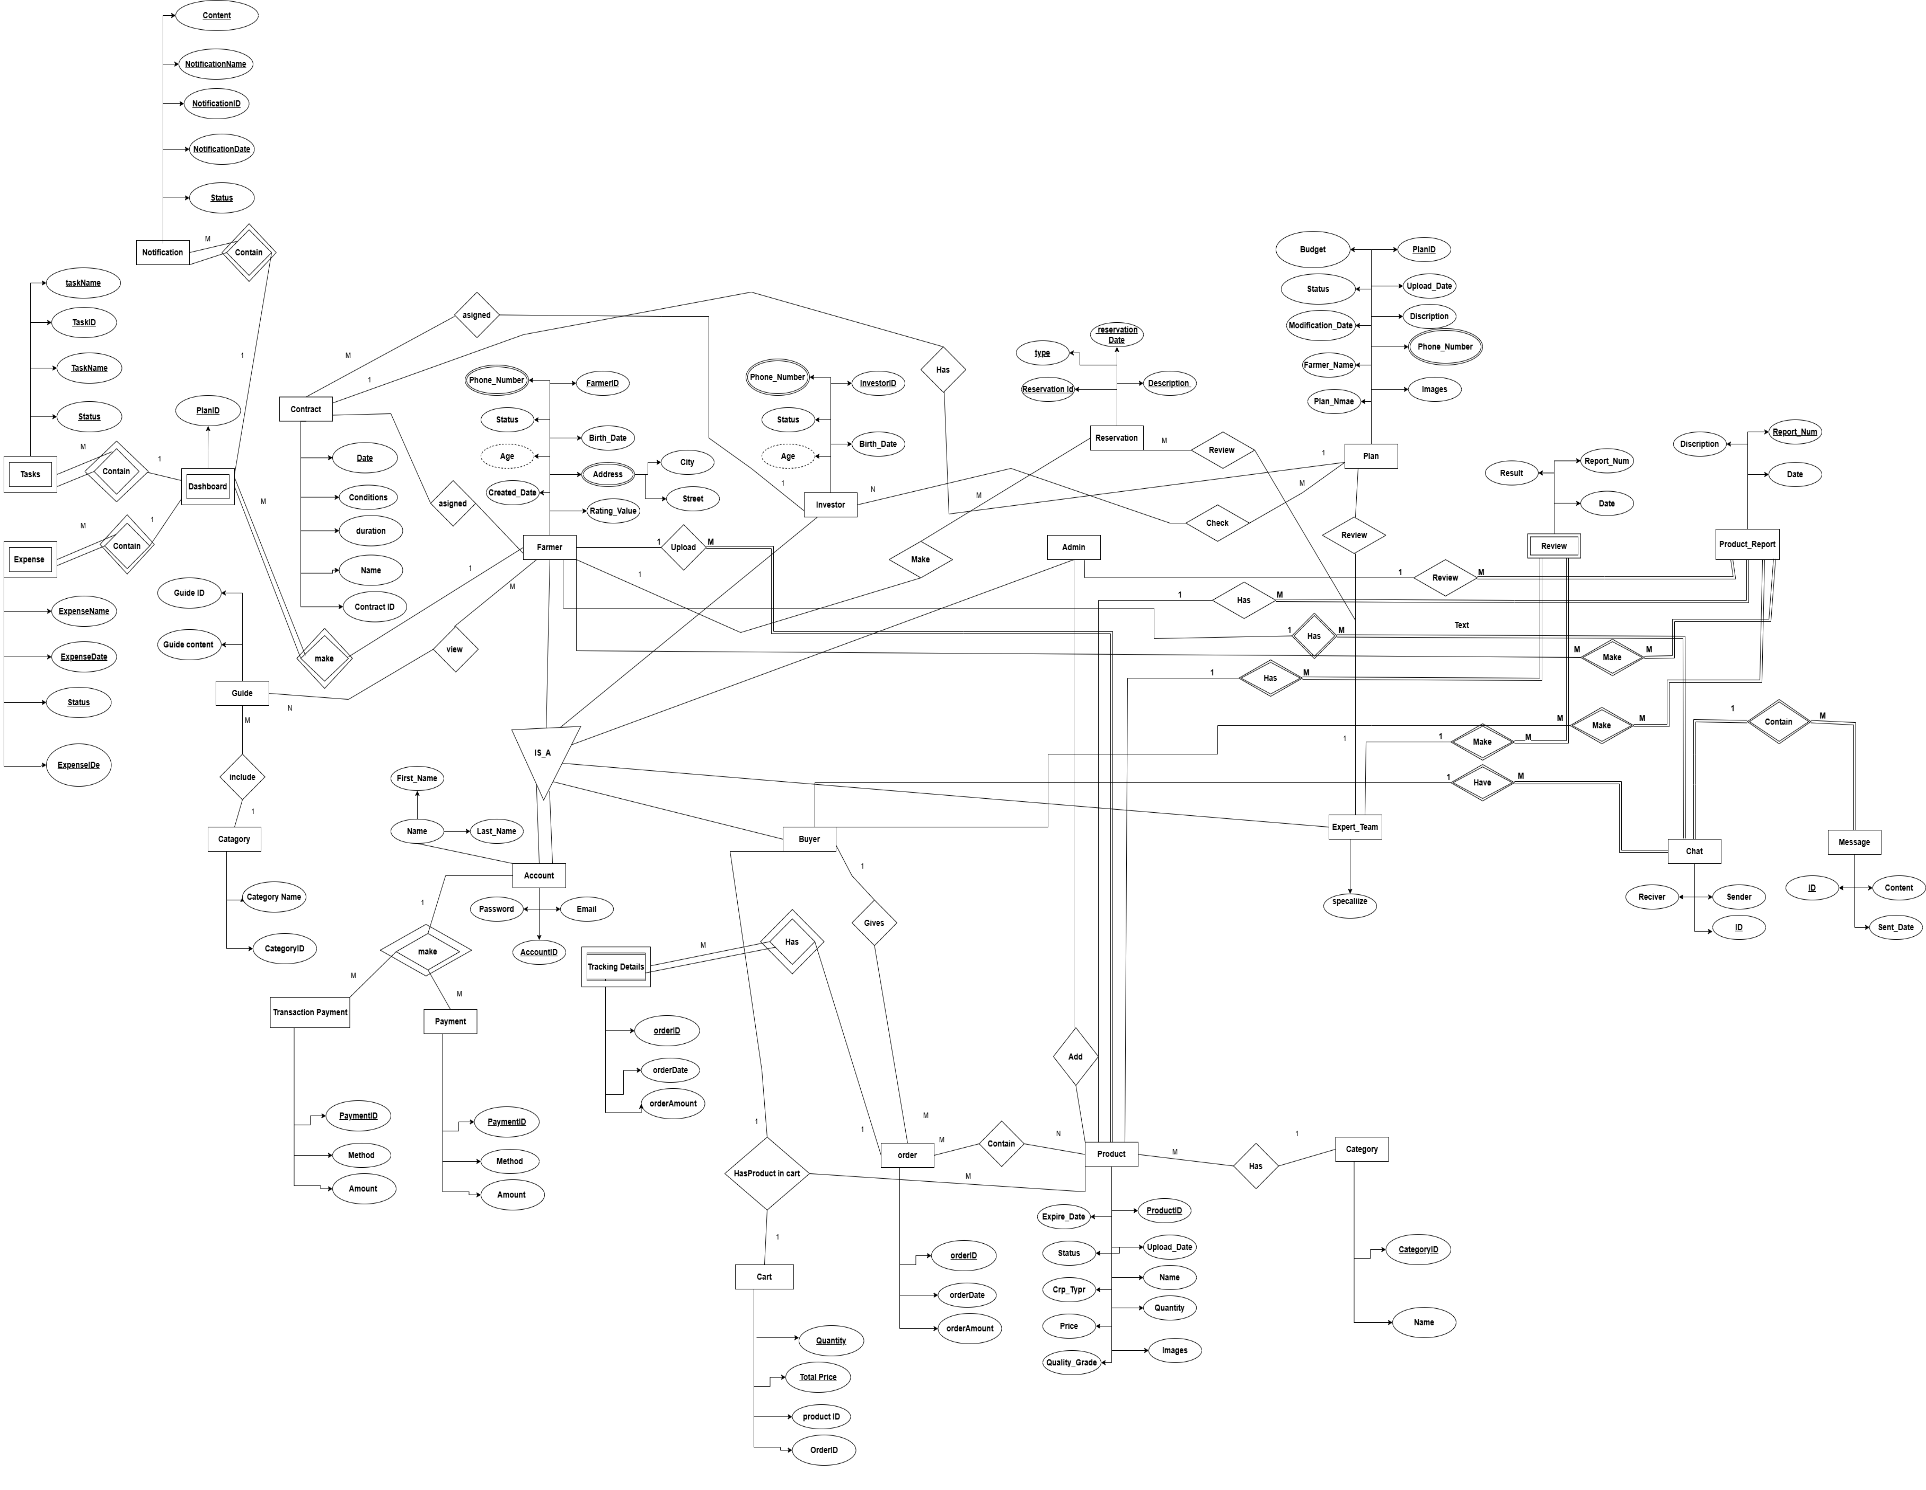 Content
NotificationName
NotificationID
NotificationDate
Status
Notification
M
Contain
1
taskName
TaskID
TaskName
Status
Tasks
M
Contain
1
PlanID
Dashboard
M
Expense
M
Contain
1
ExpenseName
ExpenseDate
Status
ExpenseIDe
make
1
asigned
M
1
1
Contract
Date
Conditions
duration
Name
Contract ID
asigned
Phone_Number
FarmerID
Status
Birth_Date
Age
Address
City
Street
Created_Date
Rating_Value
Farmer
1
Upload
M
1
M
view
N
Guide ID
Guide content
Guide
M
include
1
Catagory
Category Name
CategoryID
Phone_Number
InvestorID
Status
Birth_Date
Age
Investor
N
Has
M
1
Check
M
Make
reservation
Date
type
Reservation Id
Description
Reservation
M
Review
Budget
PlanID
Status
Upload_Date
Discription
Modification_Date
Phone_Number
Farmer_Name
Images
Plan_Nmae
Plan
Review
1
Admin
1
Review
M
1
Has
M
1
Has
M
Text
M
Make
M
1
Has
M
M
Make
M
1
Make
M
1
Have
M
Result
Report_Num
Date
Review
Discription
Report_Num
Date
Product_Report
1
Contain
M
Message
ID
Content
Sent_Date
Chat
Reciver
Sender
ID
Expert_Team
specaliize
IS_A
First_Name
Name
Last_Name
Account
Password
Email
AccountID
1
make
M
M
Transaction Payment
PaymentID
Method
Amount
Payment
PaymentID
Method
Amount
Buyer
1
Gives
M
Tracking Details
M
Has
1
orderID
orderDate
orderAmount
Add
1
HasProduct in cart
M
1
Cart
Quantity
Total Price
product ID
OrderID
order
M
Contain
N
orderID
orderDate
orderAmount
Product
M
Has
1
Category
CategoryID
Name
Expire_Date
ProductID
Status
Upload_Date
Crp_Typr
Name
Quantity
Price
Quality_Grade
Images